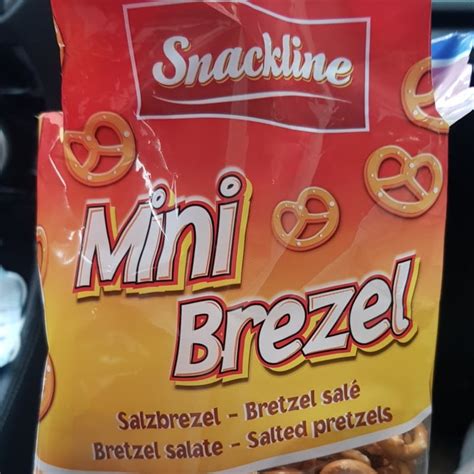 Snackline
Mini
Brezel
Salzbrezel – Bretzel salé
Bretzel salate – Salted pretzels